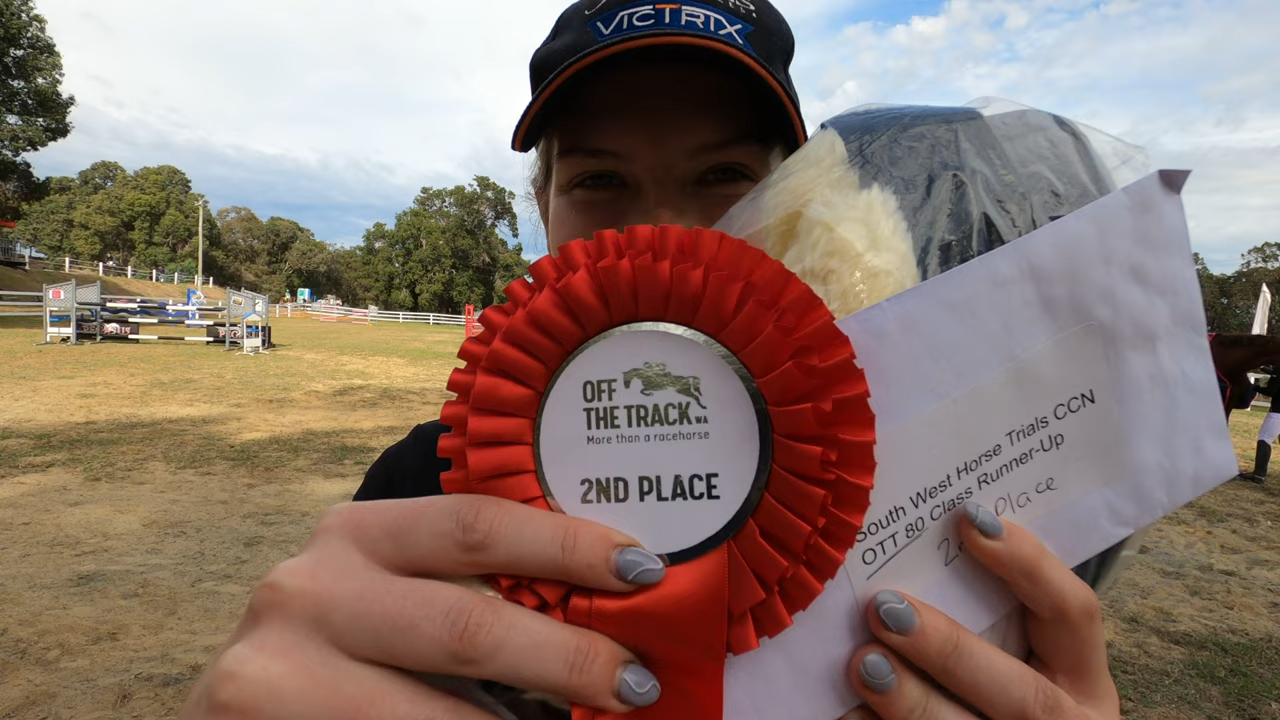 VICTRIX
OFF
THE TRACK WA
More than a racehorse
2ND PLACE
South West Horse Trials CCN
OTT 80 Class Runner-Up
Place